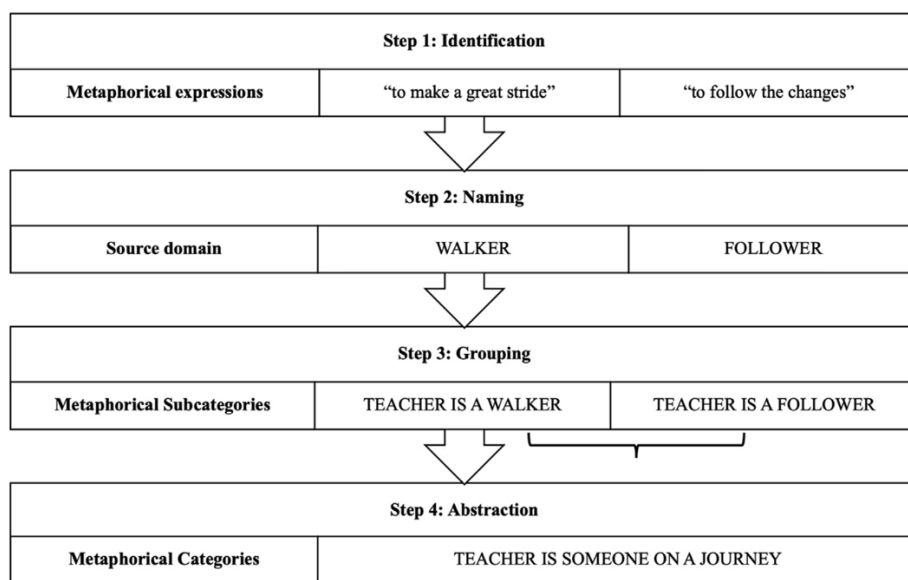 Step 1: Identification
Metaphorical expressions “to make a great stride” “to follow the changes”
Step 2: Naming
Source domain WALKER FOLLOWER
Step 3: Grouping
Metaphorical Subcategories TEACHER IS A WALKER TEACHER IS A FOLLOWER
Step 4: Abstraction
Metaphorical Categories TEACHER IS SOMEONE ON A JOURNEY